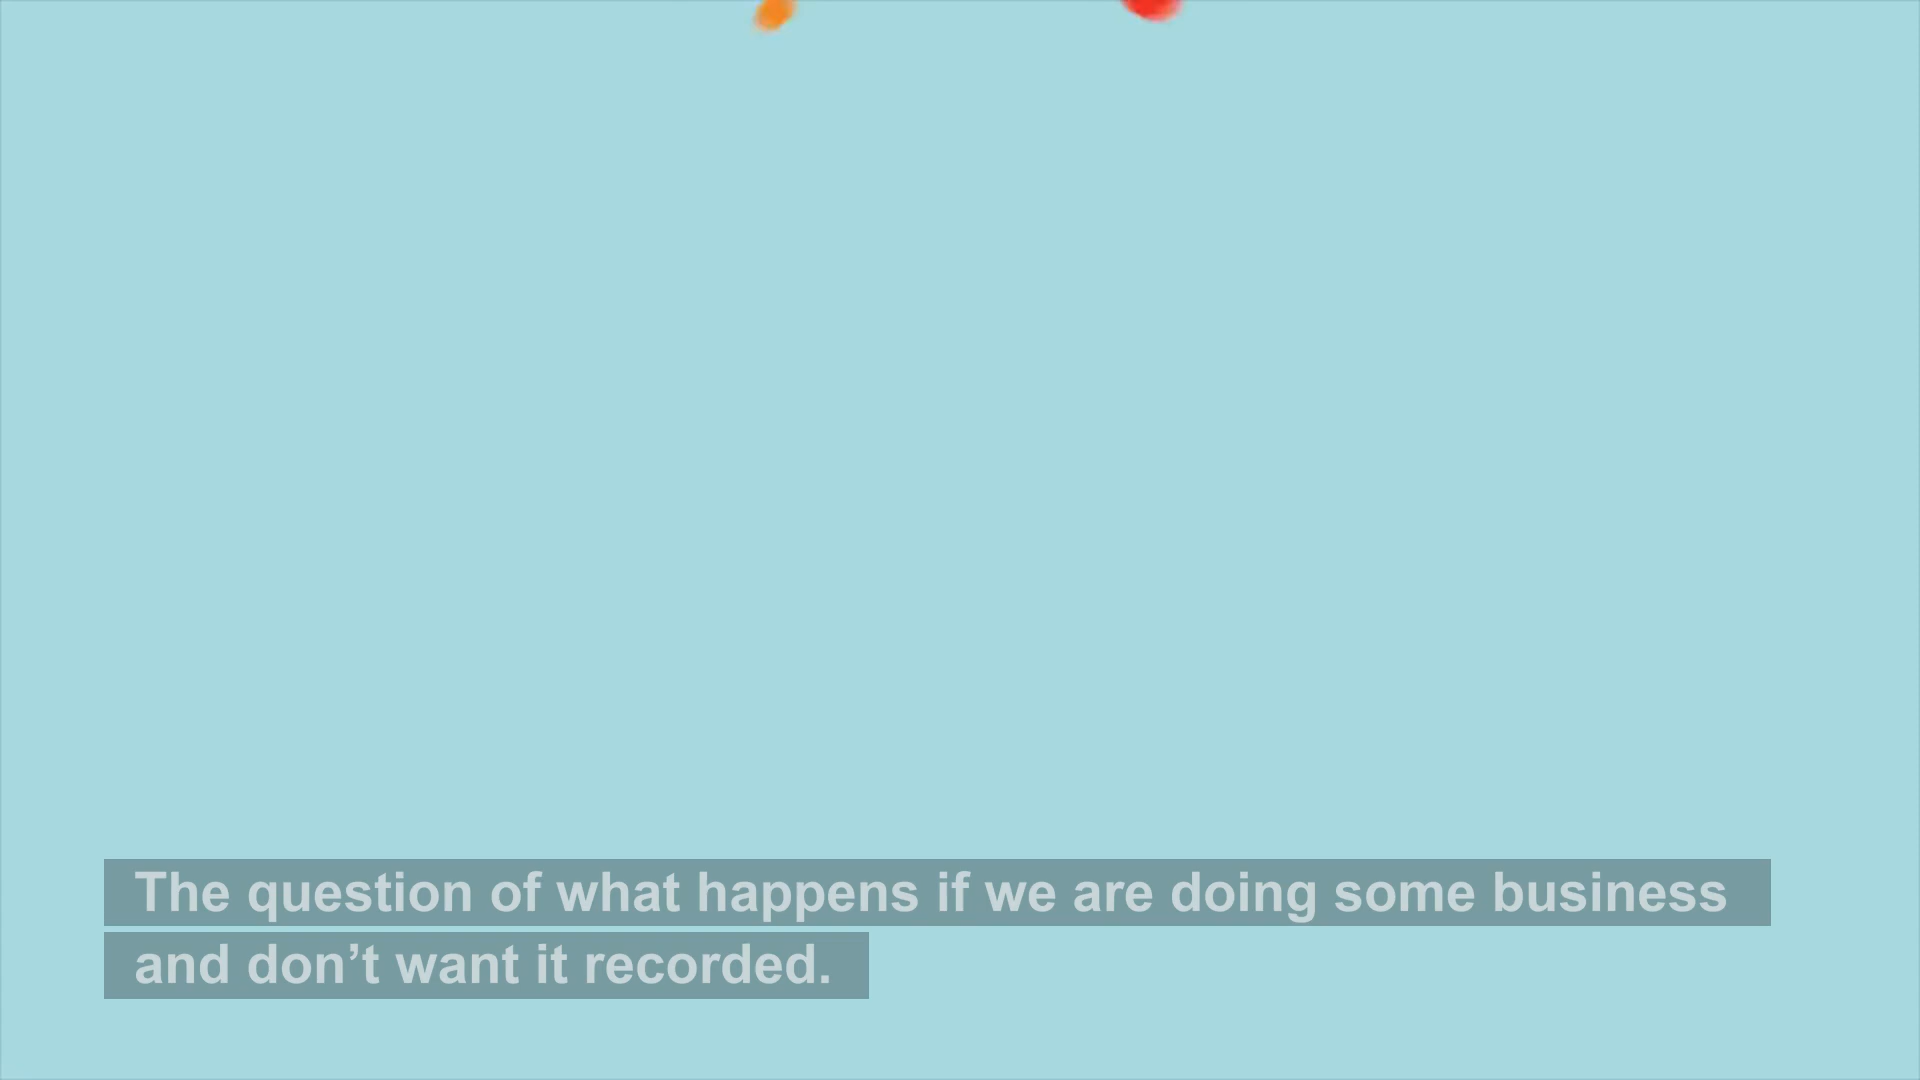 The question of what happens if we are doing some business
and don’t want it recorded.